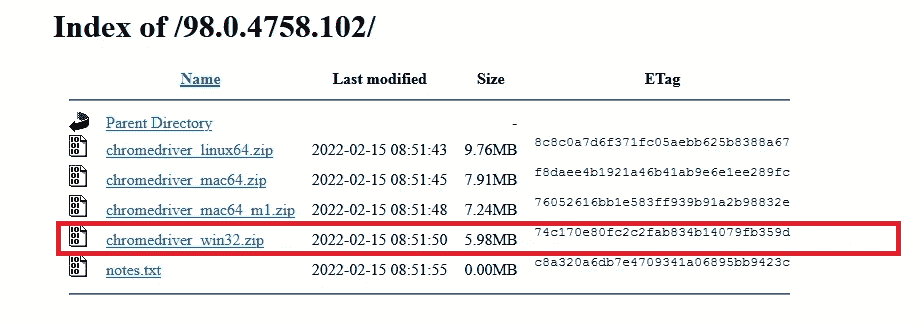 Index of /98.0.4758.102/
Name Last modified Size ETag
Parent Directory -
chromedriver_linux64.zip 2022-02-15 08:51:43 9.76MB 8c8c0a7d6f371fc05aebb625b8388a67
chromedriver_mac64.zip 2022-02-15 08:51:45 7.91MB f8daee4b1921a46b41ab9e6e1ee289fc
chromedriver_mac64_m1.zip 2022-02-15 08:51:48 7.24MB 76052616bb1e583ff939b91a2b98832e
chromedriver_win32.zip 2022-02-15 08:51:50 5.98MB 74c170e80fc2c2fab834b14079fb359d
notes.txt 2022-02-15 08:51:55 0.00MB c8a320a6db7e4709341a06895bb9423c